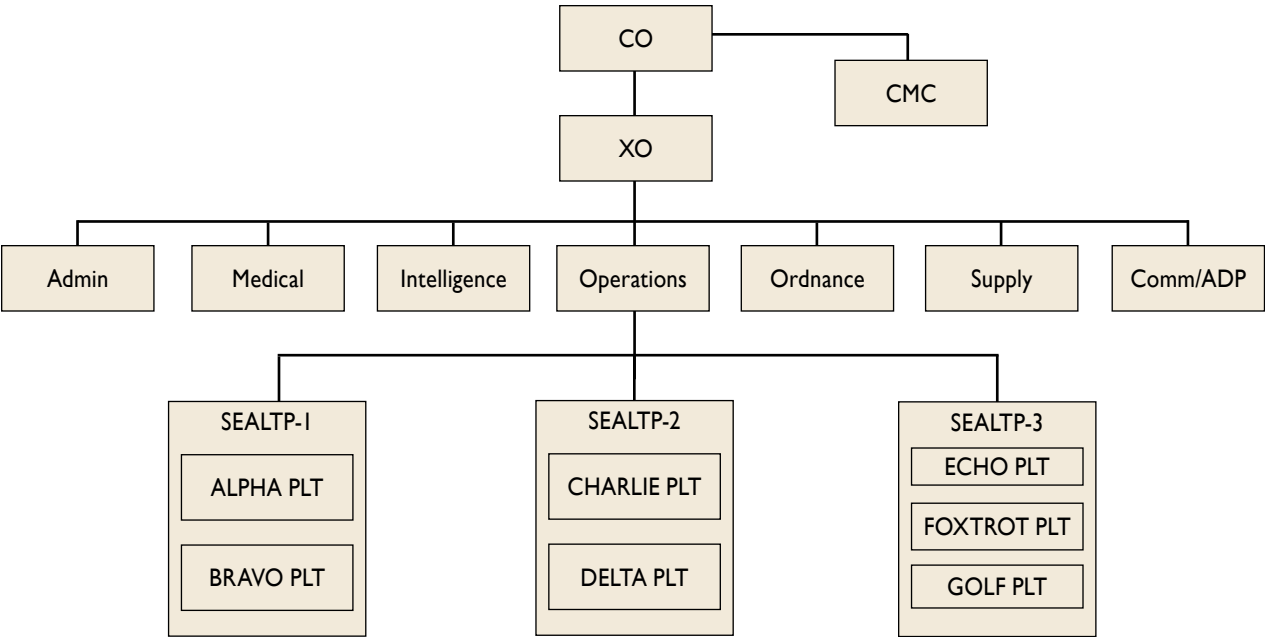 CO
CMC
XO
Admin
Medical
Intelligence
Operations
Ordnance
Supply
Comm/ADP
SEALTP-1
ALPHA PLT
BRAVO PLT
SEALTP-2
CHARLIE PLT
DELTA PLT
SEALTP-3
ECHO PLT
FOXTROT PLT
GOLF PLT